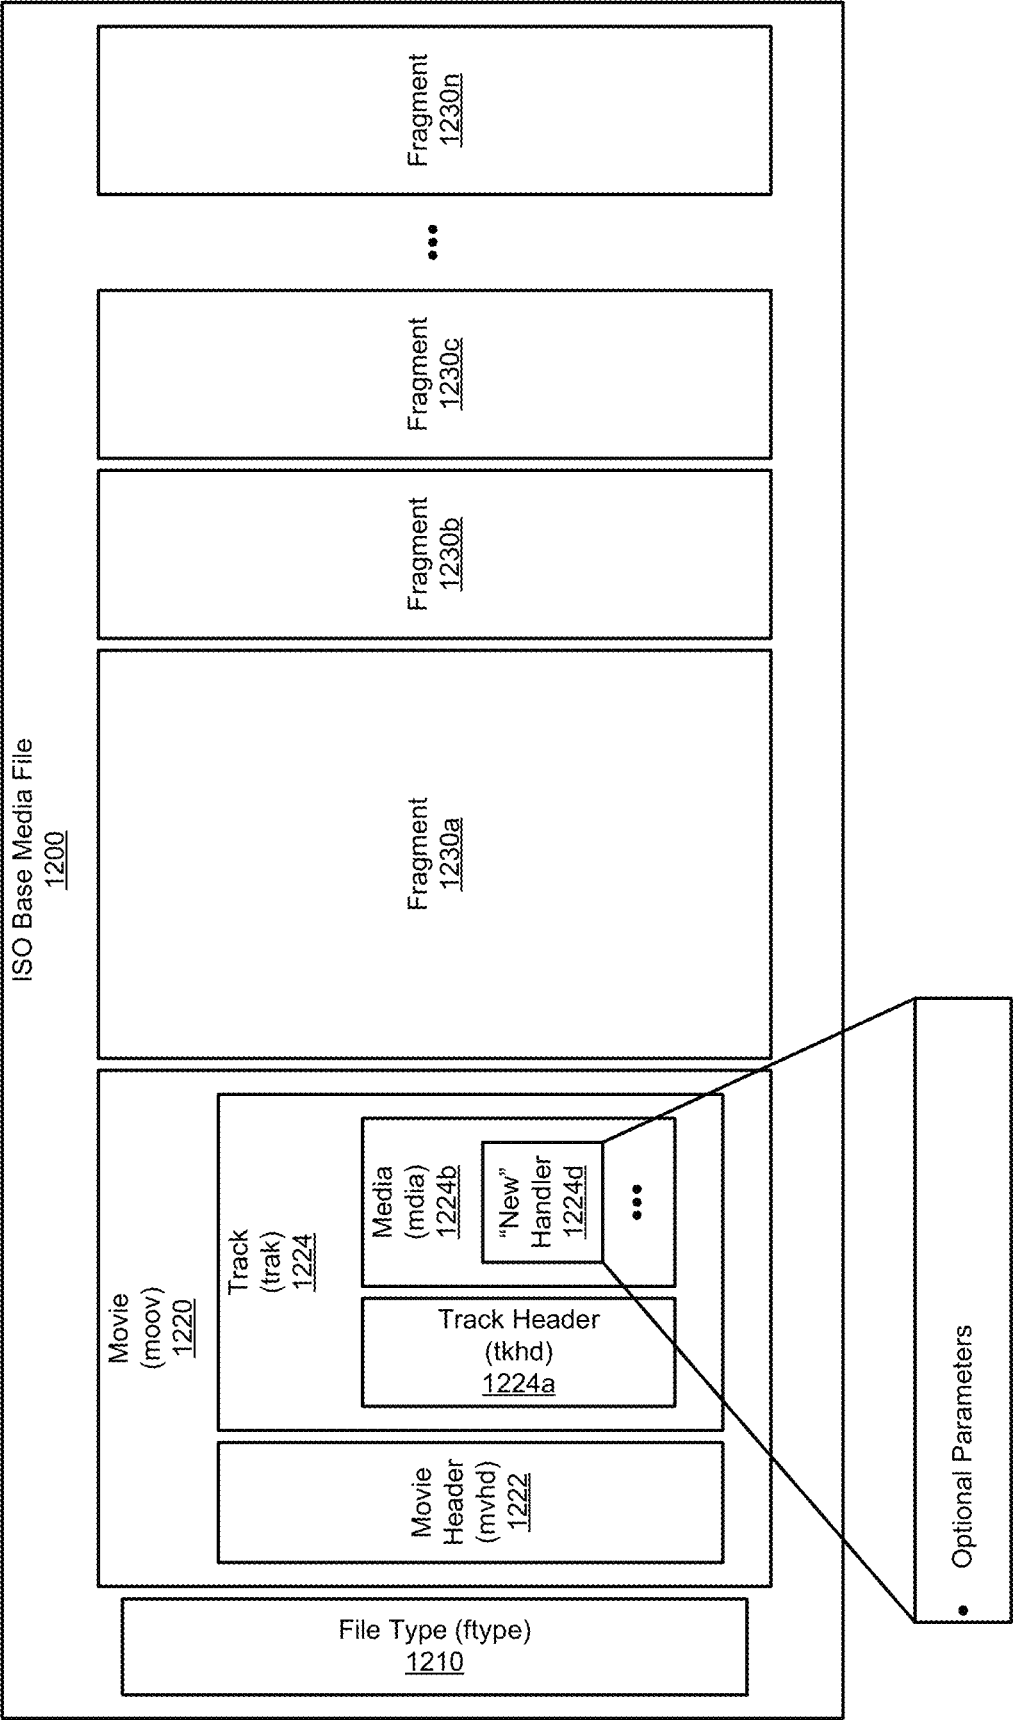 ISO Base Media File
1200
File Type (ftype)
1210
Movie
(moov)
1220
Movie
Header
(mvhd)
1222
Track
(trak)
1224
Track Header
(tkhd)
1224a
Media
(mdia)
1224b
“New”
Handler
1224d
•••
Fragment
1230a
Fragment
1230b
Fragment
1230c
•••
Fragment
1230n
• Optional Parameters